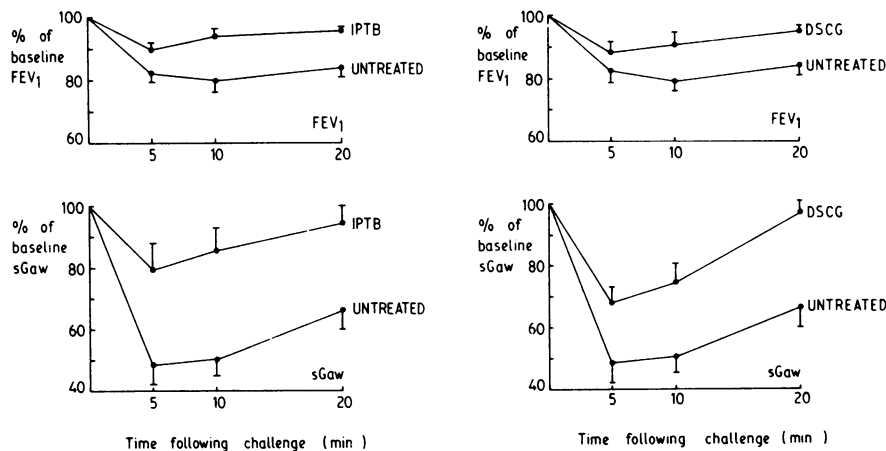 100
% of
baseline
FEV1
80
60
IPTB
UNTREATED
FEV1
5
10
20
100
% of
baseline
FEV1
80
60
DSCG
UNTREATED
FEV1
5
10
20
100
% of
baseline
sGaw
80
60
40
IPTB
UNTREATED
sGaw
5
10
20
Time following challenge (min)
100
% of
baseline
sGaw
80
60
40
DSCG
UNTREATED
sGaw
5
10
20
Time following challenge (min)